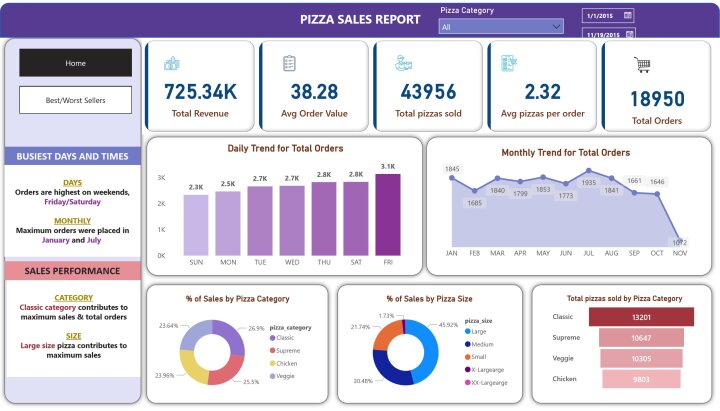 PIZZA SALES REPORT
Pizza Category
All
1/1/2015
11/19/2015
Home
Best/Worst Sellers
BUSIEST DAYS AND TIMES
DAYS
Orders are highest on weekends,
Friday/Saturday
MONTHLY
Maximum orders were placed in
January and July
SALES PERFORMANCE
CATEGORY
Classic category contributes to
maximum sales & total orders
SIZE
Large size pizza contributes to
maximum sales
725.34K
Total Revenue
38.28
Avg Order Value
43956
Total pizzas sold
2.32
Avg pizzas per order
18950
Total Orders
Daily Trend for Total Orders
3K
2K
1K
0K
2.3K
2.5K
2.7K
2.7K
2.8K
2.8K
3.1K
SUN MON TUE WED THU SAT FRI
Monthly Trend for Total Orders
1845
1685
1840
1799
1853
1773
1935
1841
1661
1646
1072
JAN FEB MAR APR MAY JUN JUL AUG SEP OCT NOV
% of Sales by Pizza Category
23.64%
26.9%
23.96%
25.5%
pizza_category
Classic
Supreme
Chicken
Veggie
% of Sales by Pizza Size
1.73%
21.74%
45.92%
30.48%
pizza_size
Large
Medium
Small
X-Largearge
XX-Largearge
Total pizzas sold by Pizza Category
Classic 13201
Supreme 10647
Veggie 10305
Chicken 9803